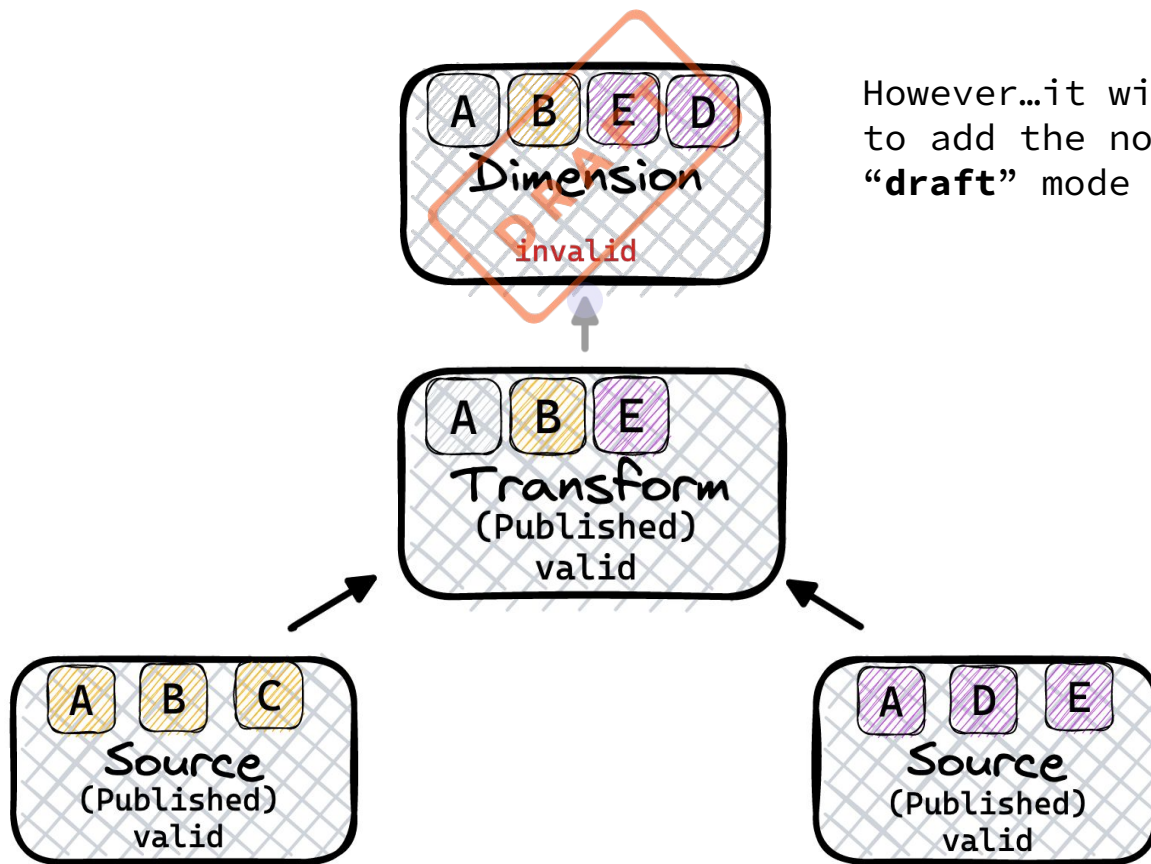 A B E D
Dimension
DRAFT
invalid
However…it wi
to add the no
“draft” mode
A B E
Transform
(Published)
valid
A B C
Source
(Published)
valid
A D E
Source
(Published)
valid